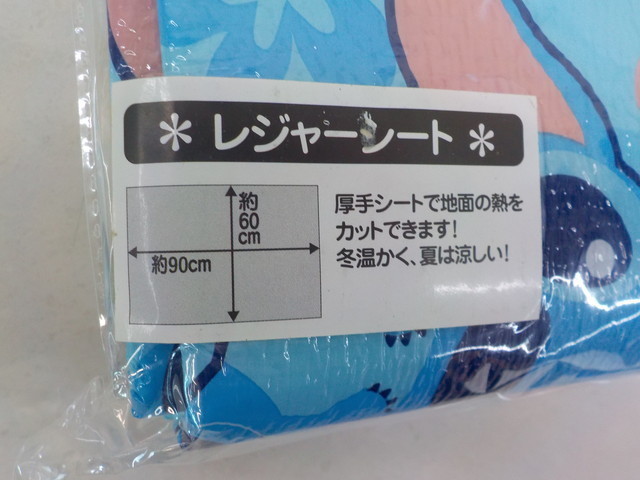 ＊ レジャーシート ＊
約
60
cm
約90cm
厚手シートで地面の熱を
カットできます!
冬温かく、夏は涼しい!